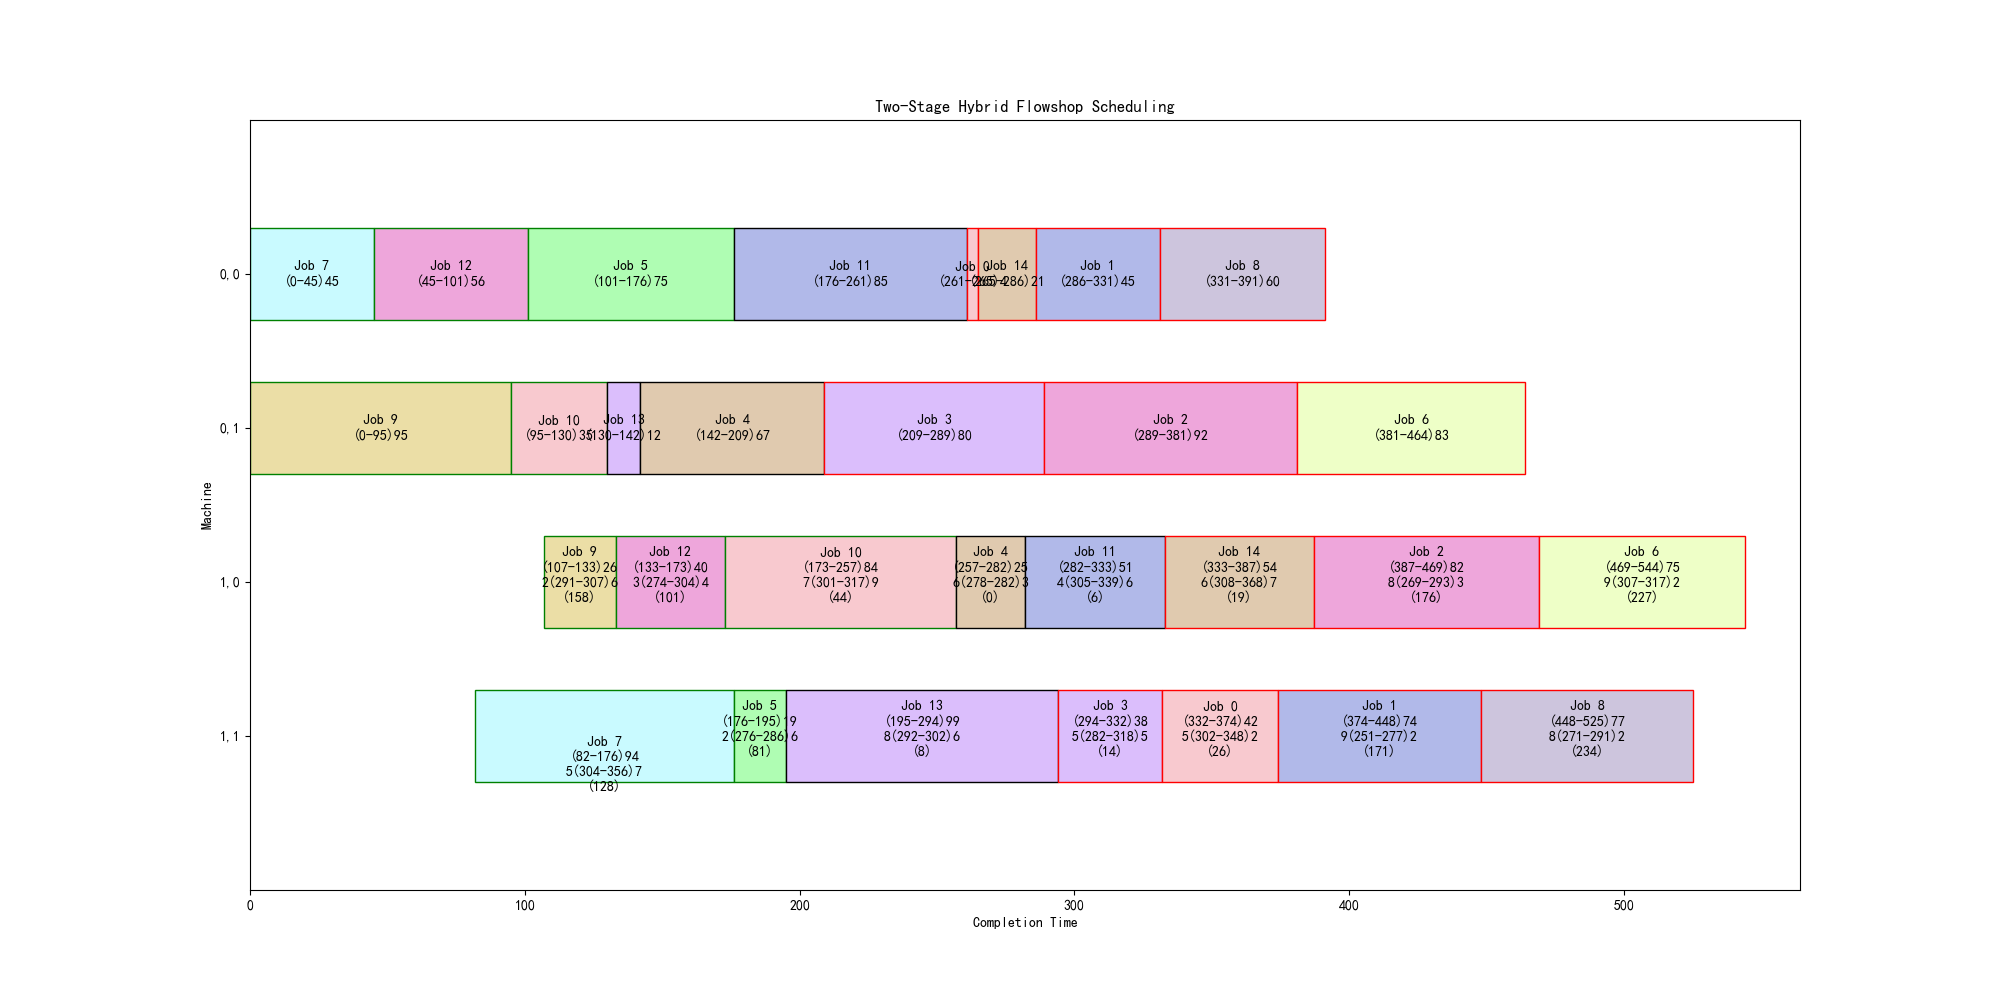 Two-Stage Hybrid Flowshop Scheduling
Machine
0,0
Job 7
(0-45)45
Job 12
(45-101)56
Job 5
(101-176)75
Job 11
(176-261)85
Job 0
(261-265)4
Job 14
(265-286)21
Job 1
(286-331)45
Job 8
(331-391)60
0,1
Job 9
(0-95)95
Job 10
(95-130)35
Job 13
(130-142)12
Job 4
(142-209)67
Job 3
(209-289)80
Job 2
(289-381)92
Job 6
(381-464)83
1,0
Job 9
(107-133)26
2(291-307)6
(158)
Job 12
(133-173)40
3(274-304)4
(101)
Job 10
(173-257)84
7(301-317)9
(44)
Job 4
(257-282)25
6(278-282)3
(0)
Job 11
(282-333)51
4(305-339)6
(6)
Job 14
(333-387)54
6(308-368)7
(19)
Job 2
(387-469)82
8(269-293)3
(176)
Job 6
(469-544)75
9(307-317)2
(227)
1,1
Job 7
(82-176)94
5(304-356)7
(128)
Job 5
(176-195)19
2(276-286)6
(81)
Job 13
(195-294)99
8(292-302)6
(8)
Job 3
(294-332)38
5(282-318)5
(14)
Job 0
(332-374)42
5(302-348)2
(26)
Job 1
(374-448)74
9(251-277)2
(171)
Job 8
(448-525)77
8(271-291)2
(234)
0
100
200
300
400
500
Completion Time